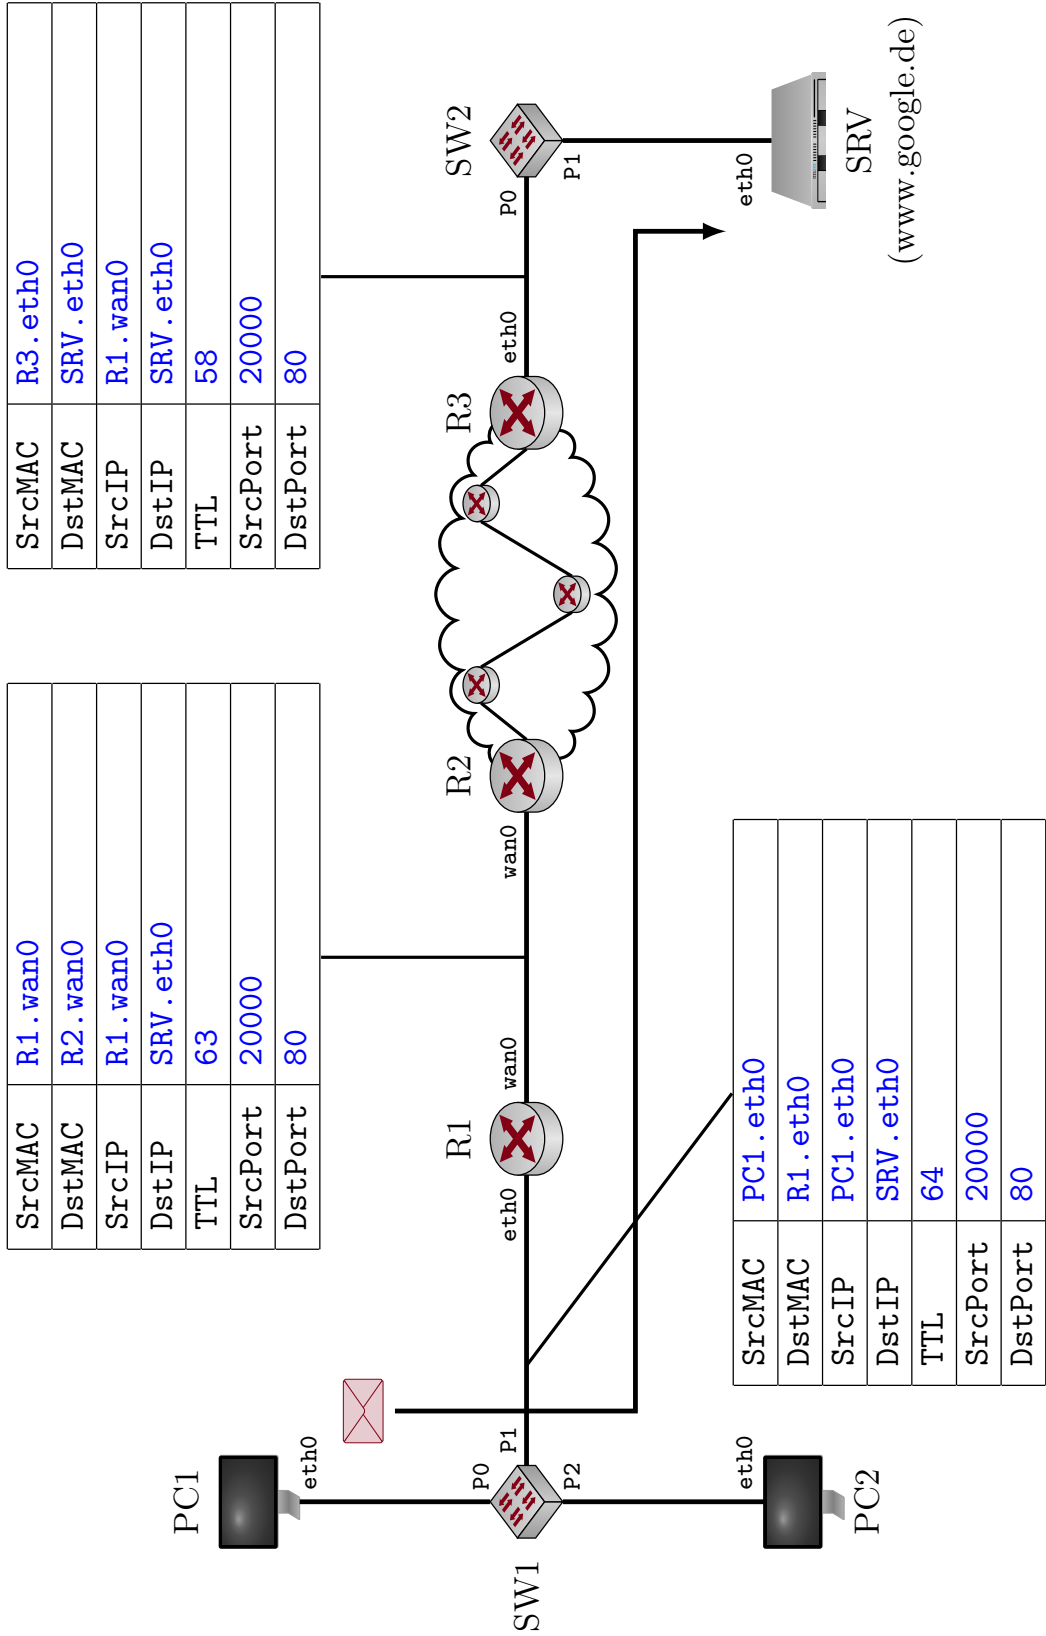 SrcMAC R1.wan0
DstMAC R2.wan0
SrcIP R1.wan0
DstIP SRV.eth0
TTL 63
SrcPort 20000
DstPort 80
SrcMAC R3.eth0
DstMAC SRV.eth0
SrcIP R1.wan0
DstIP SRV.eth0
TTL 58
SrcPort 20000
DstPort 80
PC1
eth0
SW1
P0
P1
P2
eth0
PC2
eth0
R1
wan0
wan0
R2
R3
eth0
P0
SW2
P1
eth0
SRV
(www.google.de)
SrcMAC PC1.eth0
DstMAC R1.eth0
SrcIP PC1.eth0
DstIP SRV.eth0
TTL 64
SrcPort 20000
DstPort 80